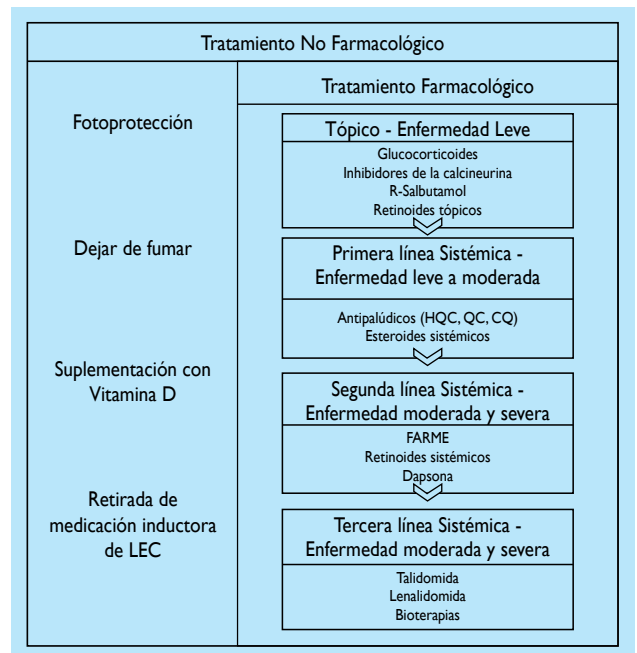 Tratamiento No Farmacológico
Fotoprotección
Dejar de fumar
Suplementación con
Vitamina D
Retirada de
medicación inductora
de LEC
Tratamiento Farmacológico
Tópico - Enfermedad Leve
Glucocorticoides
Inhibidores de la calcineurina
R-Salbutamol
Retinoides tópicos
Primera línea Sistémica -
Enfermedad leve a moderada
Antipalúdicos (HQC, QC, CQ)
Esteroides sistémicos
Segunda línea Sistémica -
Enfermedad moderada y severa
FARME
Retinoides sistémicos
Dapsona
Tercera línea Sistémica -
Enfermedad moderada y severa
Talidomida
Lenalidomida
Bioterapias